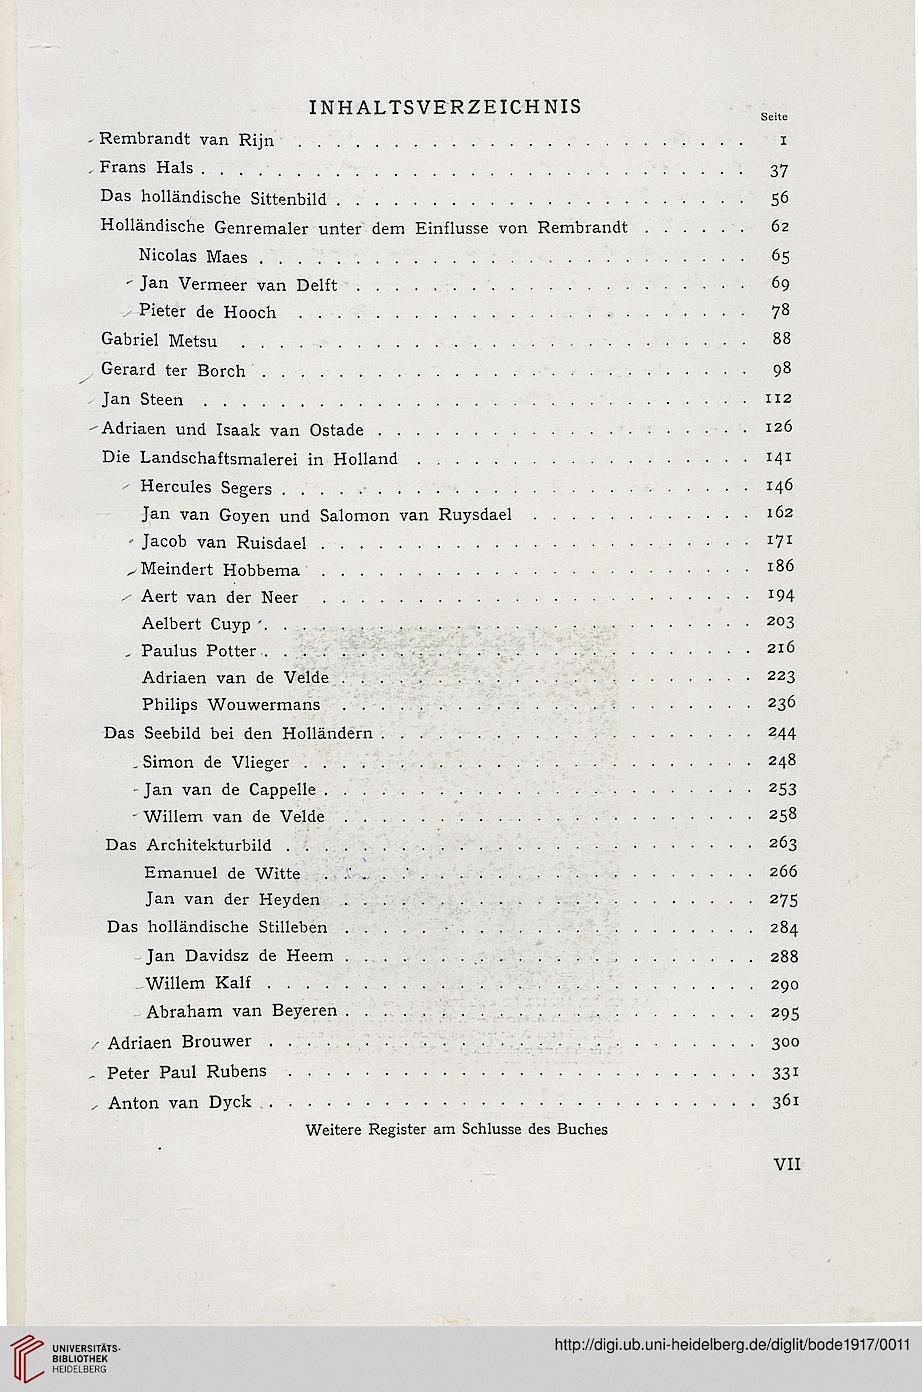 INHALTSVERZEICHNIS
Seite
Rembrandt van Rijn . . . . . . . . . . . . . . . . . . . . . . . . 1
Frans Hals . . . . . . . . . . . . . . . . . . . . . . . . . . . . 37
Das holländische Sittenbild . . . . . . . . . . . . . . . . . . . . . . 56
Holländische Genremaler unter dem Einflusse von Rembrandt . . . . . . 62
Nicolas Maes . . . . . . . . . . . . . . . . . . . . . . . . . . 65
Jan Vermeer van Delft . . . . . . . . . . . . . . . . . . . . . 69
Pieter de Hooch . . . . . . . . . . . . . . . . . . . . . . . . 78
Gabriel Metsu . . . . . . . . . . . . . . . . . . . . . . . . . . . 88
Gerard ter Borch . . . . . . . . . . . . . . . . . . . . . . . . . . 98
Jan Steen . . . . . . . . . . . . . . . . . . . . . . . . . . . . . 112
Adriaen und Isaak van Ostade . . . . . . . . . . . . . . . . . . . . 126
Die Landschaftsmalerei in Holland . . . . . . . . . . . . . . . . . . 141
Hercules Segers . . . . . . . . . . . . . . . . . . . . . . . . . 146
Jan van Goyen und Salomon van Ruysdael . . . . . . . . . . . . 162
Jacob van Ruisdael . . . . . . . . . . . . . . . . . . . . . . . 171
Meindert Hobbema . . . . . . . . . . . . . . . . . . . . . . . 186
Aert van der Neer . . . . . . . . . . . . . . . . . . . . . . . 194
Aelbert Cuyp . . . . . . . . . . . . . . . . . . . . . . . . . . 203
Paulus Potter . . . . . . . . . . . . . . . . . . . . . . . . . . 216
Adriaen van de Velde . . . . . . . . . . . . . . . . . . . . . . 223
Philips Wouwermans . . . . . . . . . . . . . . . . . . . . . . 236
Das Seebild bei den Holländern . . . . . . . . . . . . . . . . . . . . 244
Simon de Vlieger . . . . . . . . . . . . . . . . . . . . . . . . 248
Jan van de Cappelle . . . . . . . . . . . . . . . . . . . . . . . 253
Willem van de Velde . . . . . . . . . . . . . . . . . . . . . . 258
Das Architekturbild . . . . . . . . . . . . . . . . . . . . . . . . . 263
Emanuel de Witte . . . . . . . . . . . . . . . . . . . . . . . 266
Jan van der Heyden . . . . . . . . . . . . . . . . . . . . . . 275
Das holländische Stilleben . . . . . . . . . . . . . . . . . . . . . . 284
Jan Davidsz de Heem . . . . . . . . . . . . . . . . . . . . . . 288
Willem Kalf . . . . . . . . . . . . . . . . . . . . . . . . . . 290
Abraham van Beyeren . . . . . . . . . . . . . . . . . . . . . . 295
Adriaen Brouwer . . . . . . . . . . . . . . . . . . . . . . . . . . 300
Peter Paul Rubens . . . . . . . . . . . . . . . . . . . . . . . . . 331
Anton van Dyck . . . . . . . . . . . . . . . . . . . . . . . . . . 361
Weitere Register am Schlusse des Buches
VII
UNIVERSITÄTS-
BIBLIOTHEK
HEIDELBERG
http://digi.ub.uni-heidelberg.de/diglit/bode1917/0011